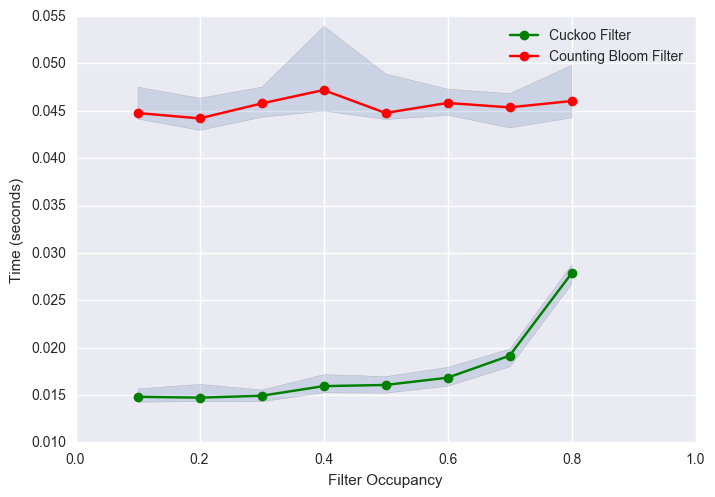 0.055
0.050
0.045
0.040
0.035
0.030
0.025
0.020
0.015
0.010
Time (seconds)
Cuckoo Filter
Counting Bloom Filter
0.0 0.2 0.4 0.6 0.8 1.0
Filter Occupancy